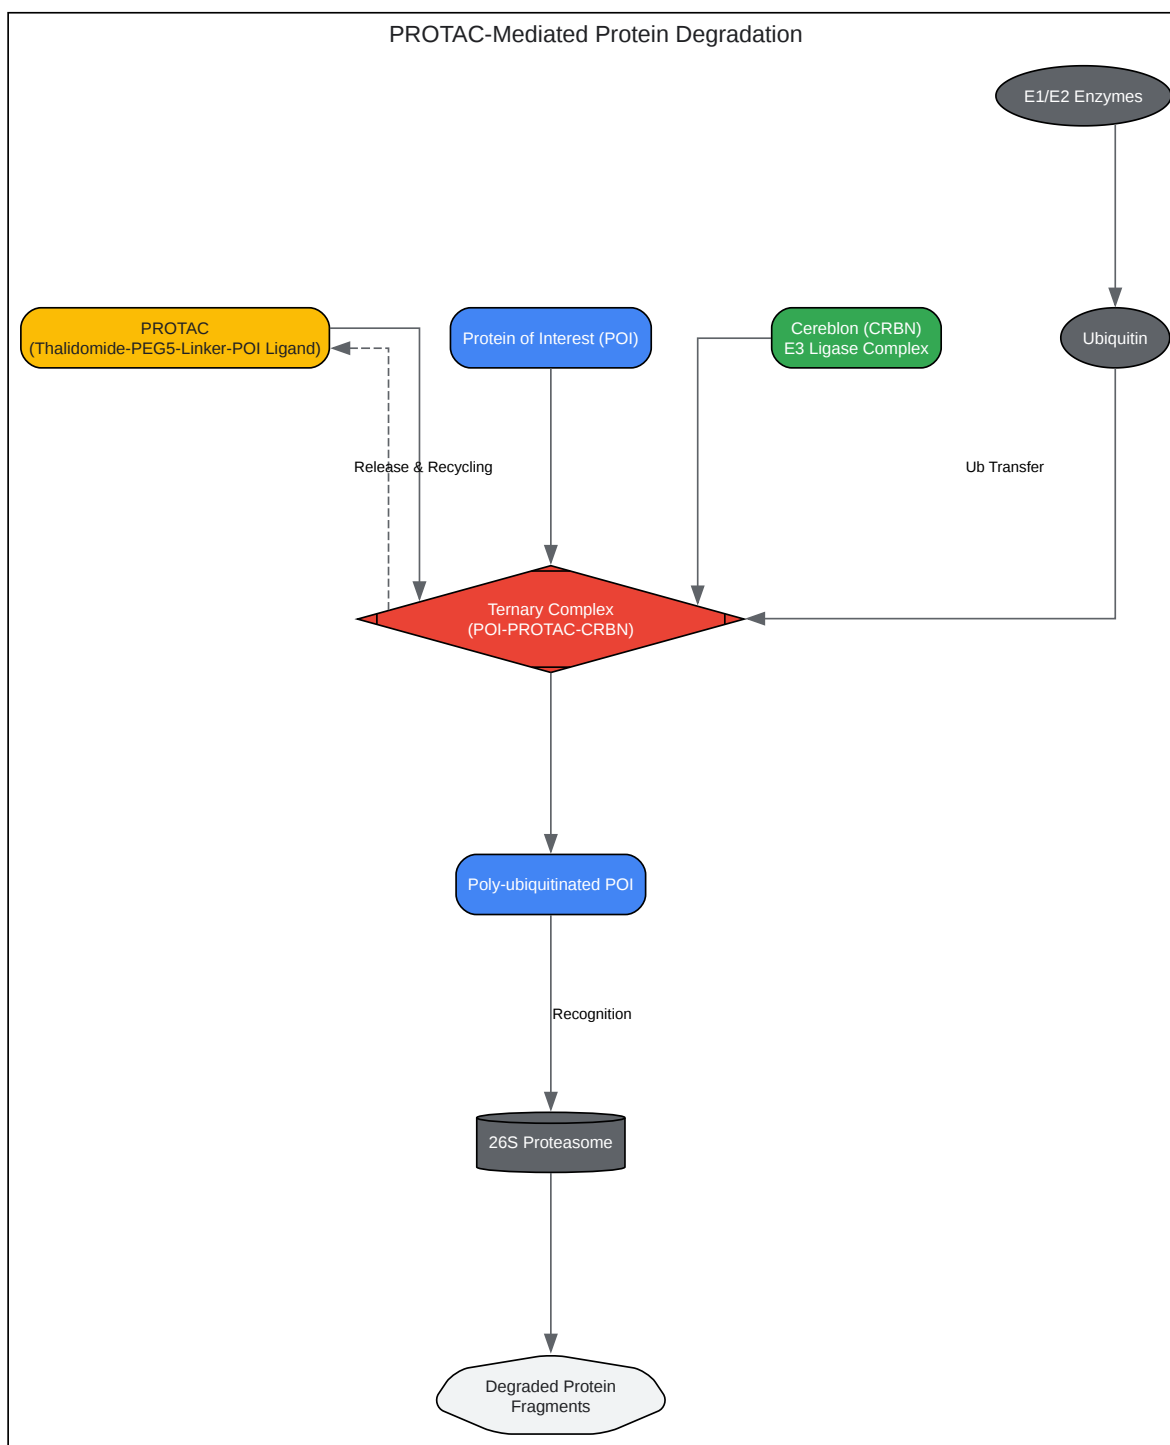 PROTAC-Mediated Protein Degradation
E1/E2 Enzymes
PROTAC
(Thalidomide-PEG5-Linker-POI Ligand)
Protein of Interest (POI)
Cereblon (CRBN)
E3 Ligase Complex
Ubiquitin
Release & Recycling
Ub Transfer
Ternary Complex
(POI-PROTAC-CRBN)
Poly-ubiquitinated POI
Recognition
26S Proteasome
Degraded Protein
Fragments